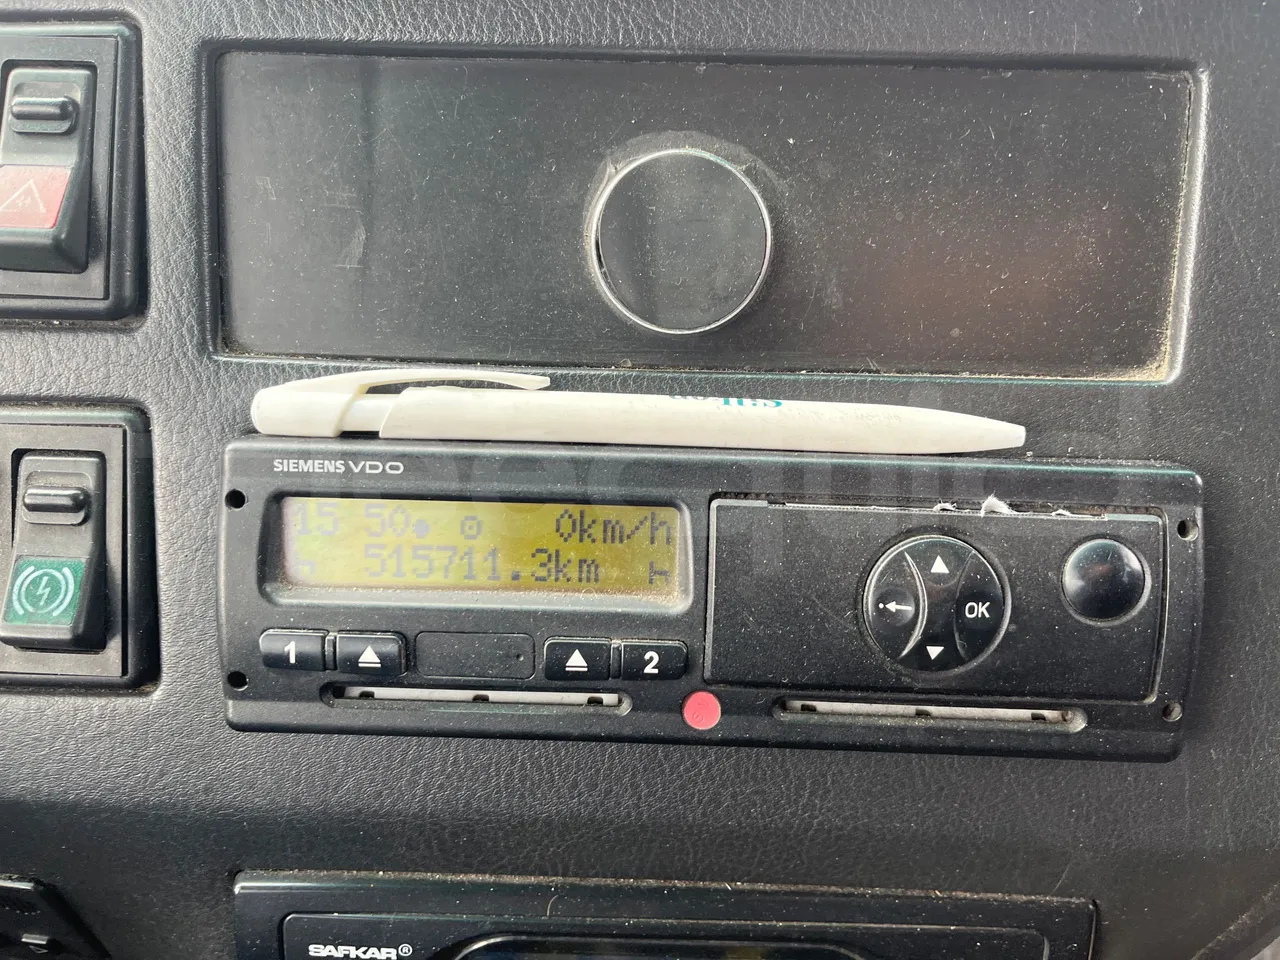 SIEMENS VDO
15 50 0km/h
515711.3km h
1 2
OK
SAFKAR®